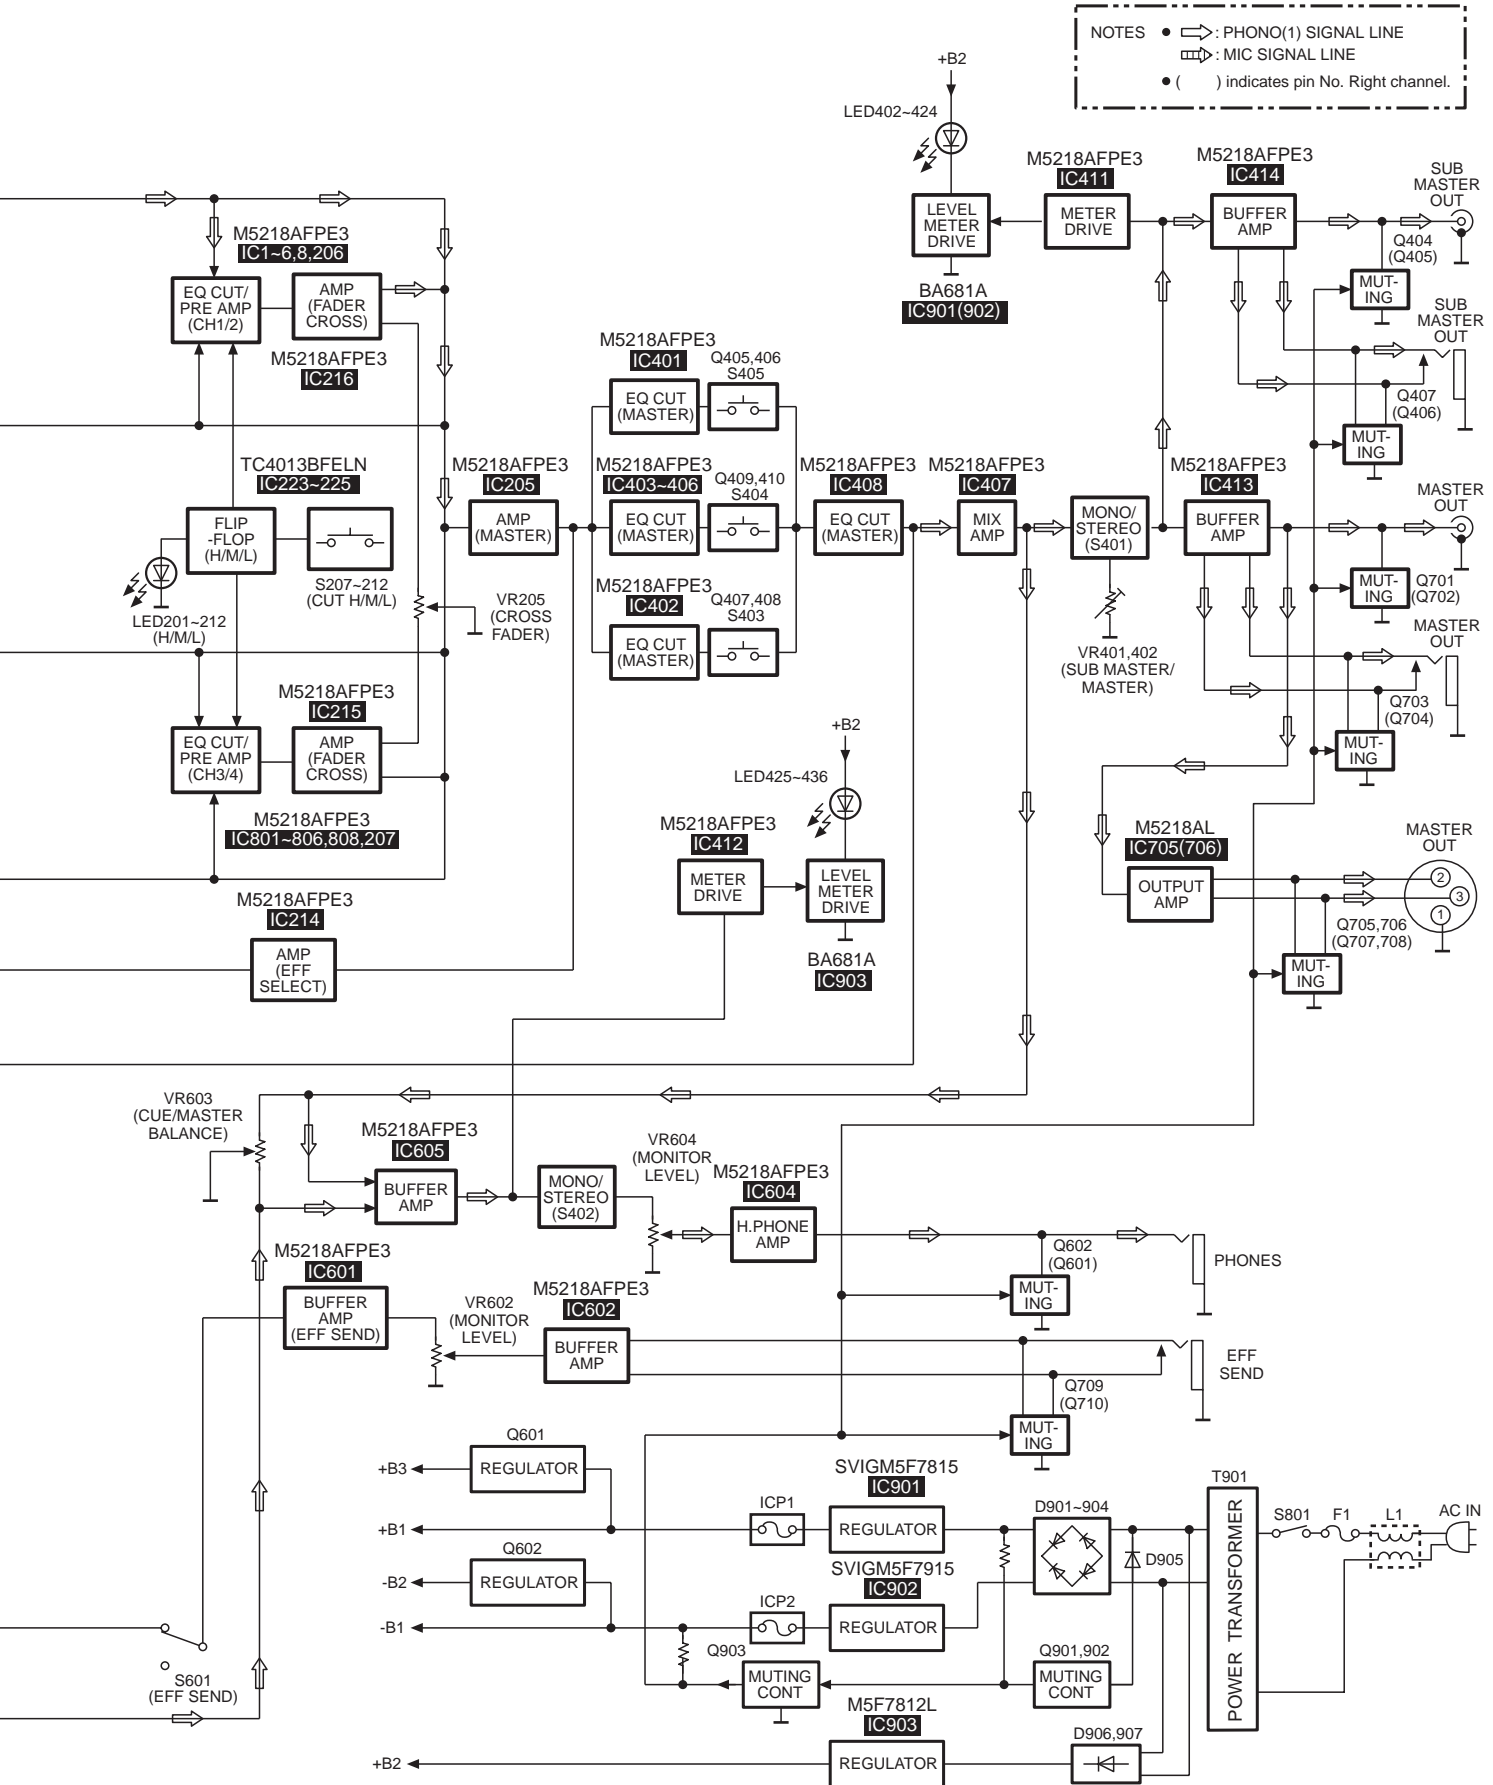 NOTES ● : PHONO(1) SIGNAL LINE
: MIC SIGNAL LINE
● ( ) indicates pin No. Right channel.
+B2
LED402~424
LEVEL
METER
DRIVE
BA681A
IC901(902)
M5218AFPE3
IC411
METER
DRIVE
M5218AFPE3
IC414
BUFFER
AMP
SUB
MASTER
OUT
Q404
(Q405)
MUT-
ING
SUB
MASTER
OUT
Q407
(Q406)
MUT-
ING
M5218AFPE3
IC1~6,8,206
EQ CUT/
PRE AMP
(CH1/2)
AMP
(FADER
CROSS)
M5218AFPE3
IC216
TC4013BFELN
IC223~225
FLIP
-FLOP
(H/M/L)
S207~212
(CUT H/M/L)
LED201~212
(H/M/L)
VR205
(CROSS
FADER)
M5218AFPE3
IC205
AMP
(MASTER)
M5218AFPE3
IC401
EQ CUT
(MASTER)
Q405,406
S405
M5218AFPE3
IC403~406
EQ CUT
(MASTER)
Q409,410
S404
M5218AFPE3
IC402
EQ CUT
(MASTER)
Q407,408
S403
M5218AFPE3
IC408
EQ CUT
(MASTER)
M5218AFPE3
IC407
MIX
AMP
MONO/
STEREO
(S401)
VR401,402
(SUB MASTER/
MASTER)
M5218AFPE3
IC413
BUFFER
AMP
MASTER
OUT
MUT-
ING
Q701
(Q702)
MASTER
OUT
Q703
(Q704)
MUT-
ING
M5218AFPE3
IC215
EQ CUT/
PRE AMP
(CH3/4)
AMP
(FADER
CROSS)
M5218AFPE3
IC801~806,808,207
M5218AFPE3
IC214
AMP
(EFF
SELECT)
+B2
LED425~436
M5218AFPE3
IC412
METER
DRIVE
LEVEL
METER
DRIVE
BA681A
IC903
M5218AL
IC705(706)
OUTPUT
AMP
MASTER
OUT
2
3
1
Q705,706
(Q707,708)
MUT-
ING
VR603
(CUE/MASTER
BALANCE)
M5218AFPE3
IC605
BUFFER
AMP
MONO/
STEREO
(S402)
VR604
(MONITOR
LEVEL)
M5218AFPE3
IC604
H.PHONE
AMP
Q602
(Q601)
MUT-
ING
PHONES
M5218AFPE3
IC601
BUFFER
AMP
(EFF SEND)
VR602
(MONITOR
LEVEL)
M5218AFPE3
IC602
BUFFER
AMP
EFF
SEND
Q709
(Q710)
MUT-
ING
Q601
+B3
REGULATOR
+B1
Q602
-B2
REGULATOR
-B1
ICP1
SVIGM5F7815
IC901
REGULATOR
ICP2
SVIGM5F7915
IC902
REGULATOR
D901~904
D905
T901
POWER TRANSFORMER
S801
F1
L1
AC IN
Q903
MUTING
CONT
Q901,902
MUTING
CONT
S601
(EFF SEND)
M5F7812L
IC903
+B2
REGULATOR
D906,907